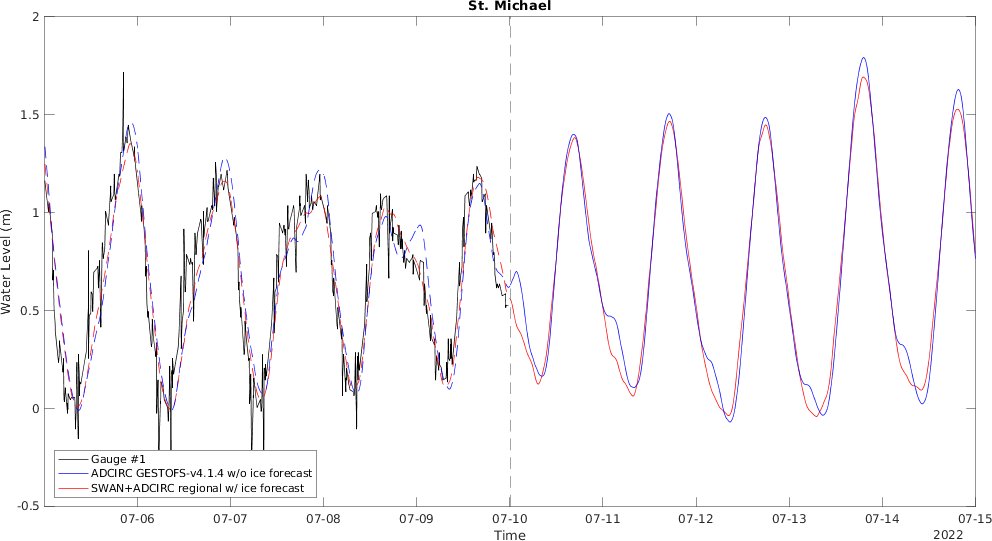 St. Michael
2
1.5
1
0.5
0
-0.5
Water Level (m)
Gauge #1
ADCIRC GESTOFS-v4.1.4 w/o ice forecast
SWAN+ADCIRC regional w/ ice forecast
07-06 07-07 07-08 07-09 07-10 07-11 07-12 07-13 07-14 07-15
Time
2022